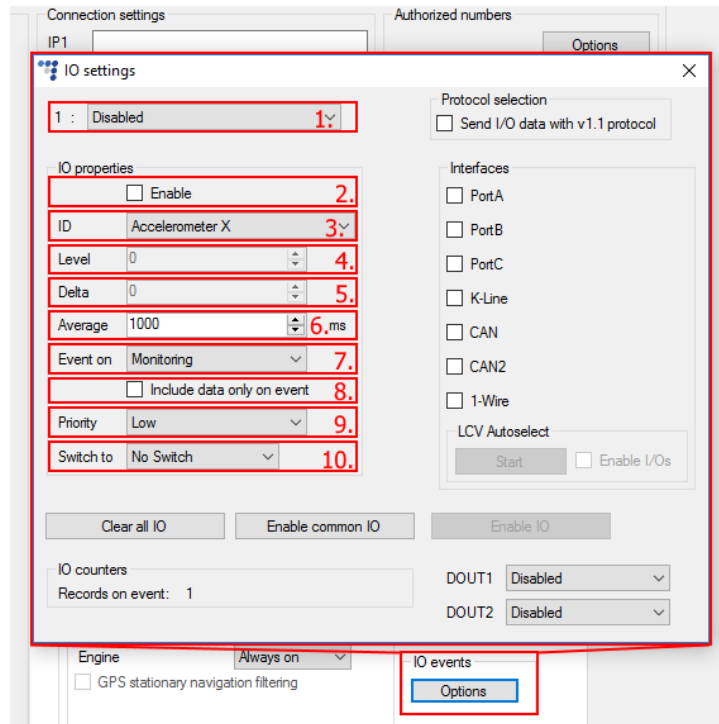 Connection settings
Authorized numbers
IP1
Options
IO settings
1 : Disabled 1.
Protocol selection
Send I/O data with v1.1 protocol
IO properties
Enable 2.
ID Accelerometer X 3.
Level 0 4.
Delta 0 5.
Average 1000 6. ms
Event on Monitoring 7.
Include data only on event 8.
Priority Low 9.
Switch to No Switch 10.
Interfaces
PortA
PortB
PortC
K-Line
CAN
CAN2
1-Wire
LCV Autoselect
Start Enable I/Os
Clear all IO Enable common IO Enable IO
IO counters
Records on event: 1
DOUT1 Disabled
DOUT2 Disabled
Engine Always on
GPS stationary navigation filtering
IO events
Options